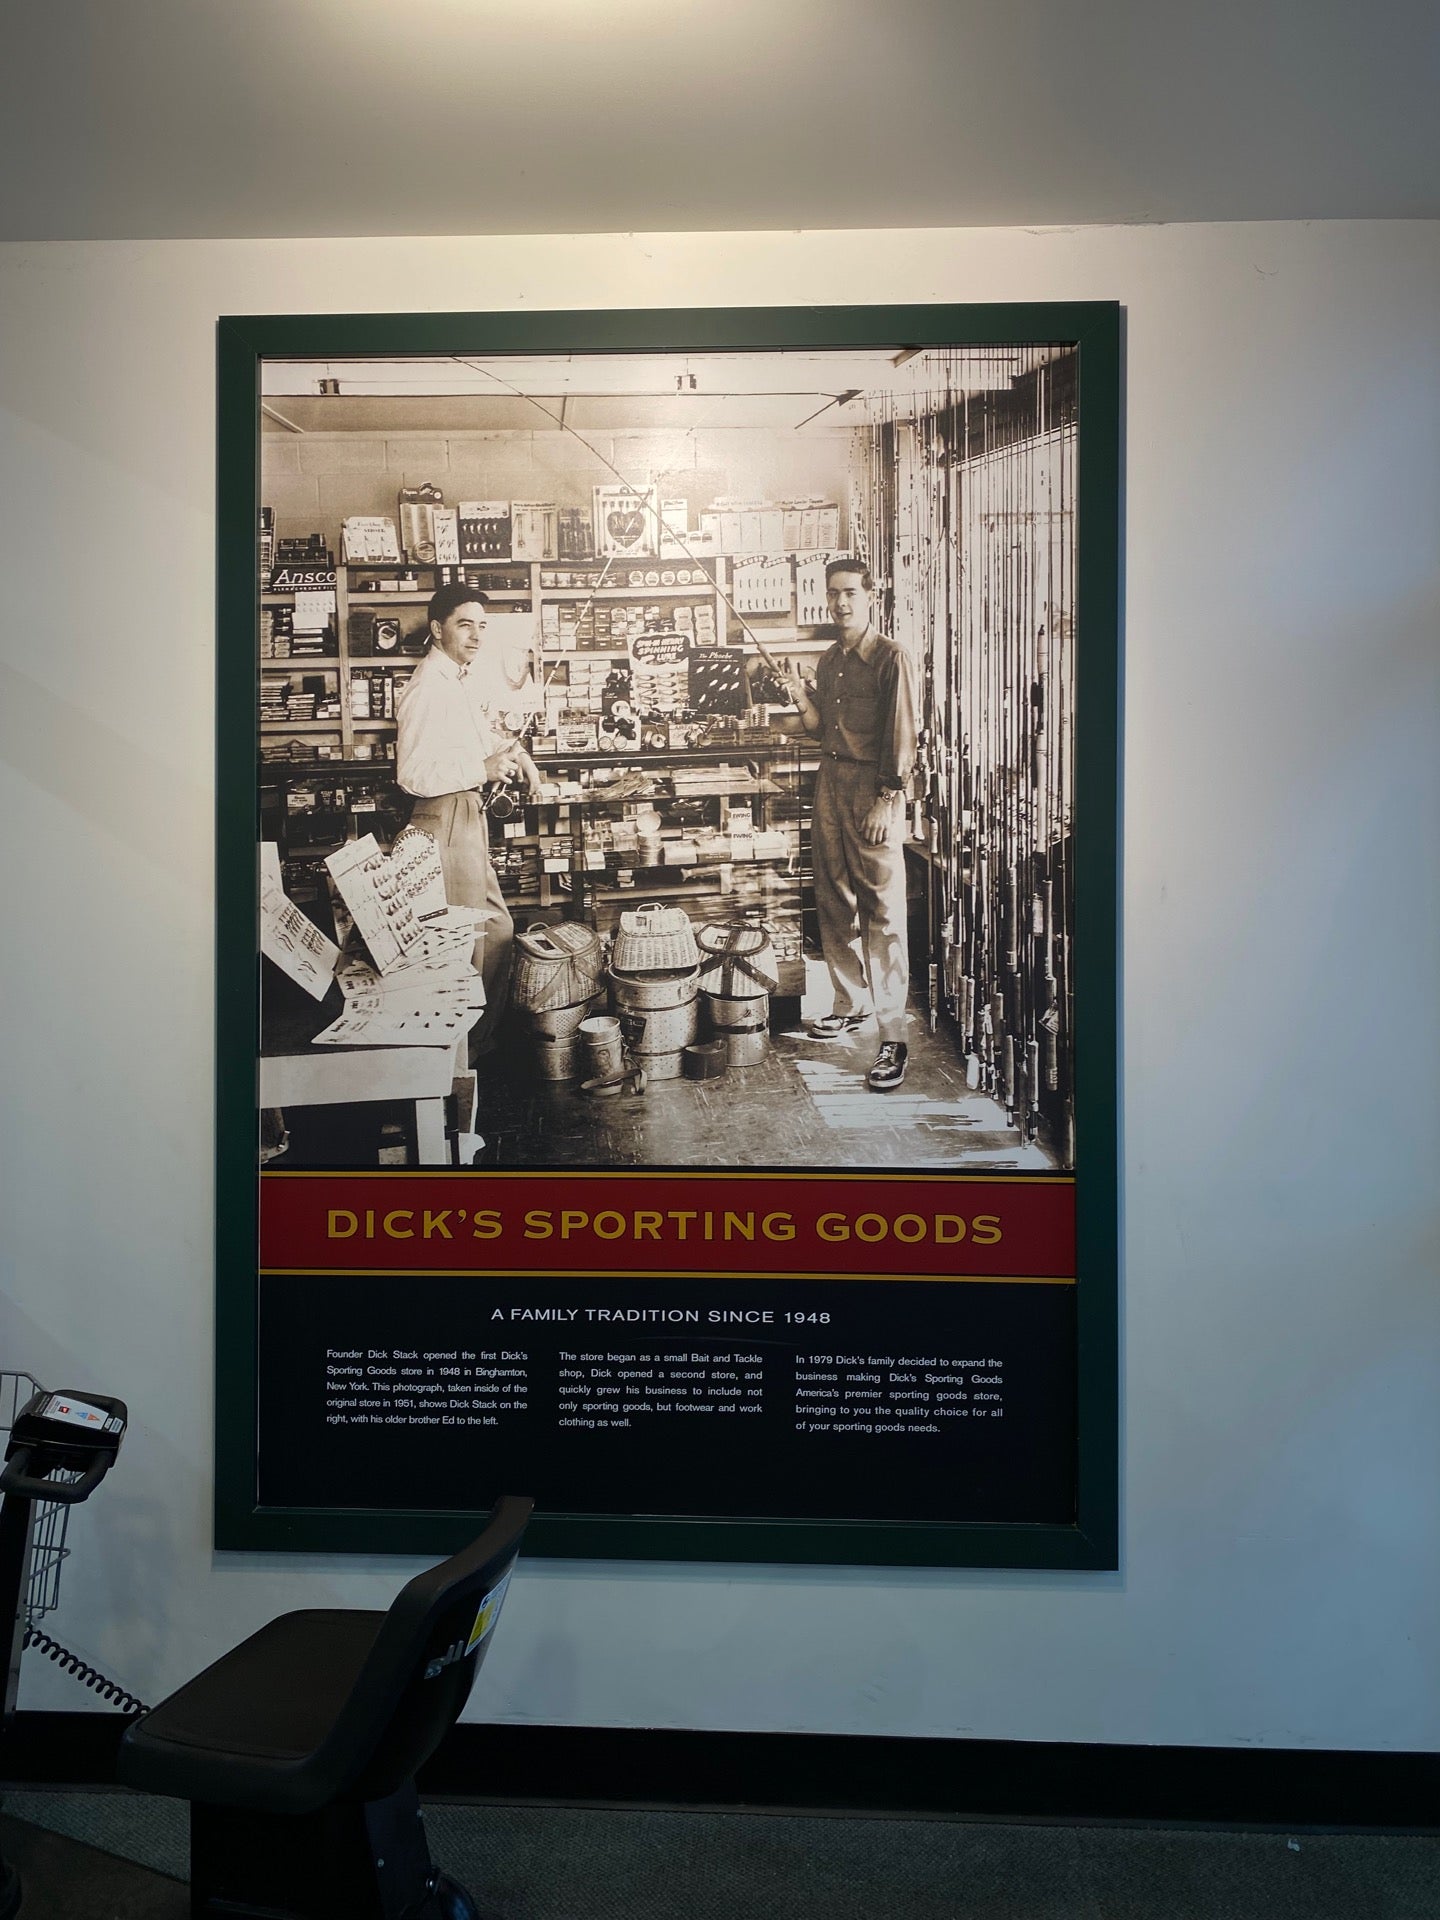 Ansco
SPINNING
LURE
The Phoebe
EWING
EWING
DICK'S SPORTING GOODS
A FAMILY TRADITION SINCE 1948
Founder Dick Stack opened the first Dick's
Sporting Goods store in 1948 in Binghamton,
New York. This photograph, taken inside of the
original store in 1951, shows Dick Stack on the
right, with his older brother Ed to the left.
The store began as a small Bait and Tackle
shop, Dick opened a second store, and
quickly grew his business to include not
only sporting goods, but footwear and work
clothing as well.
In 1979 Dick's family decided to expand the
business making Dick's Sporting Goods
America's premier sporting goods store,
bringing to you the quality choice for all
of your sporting goods needs.